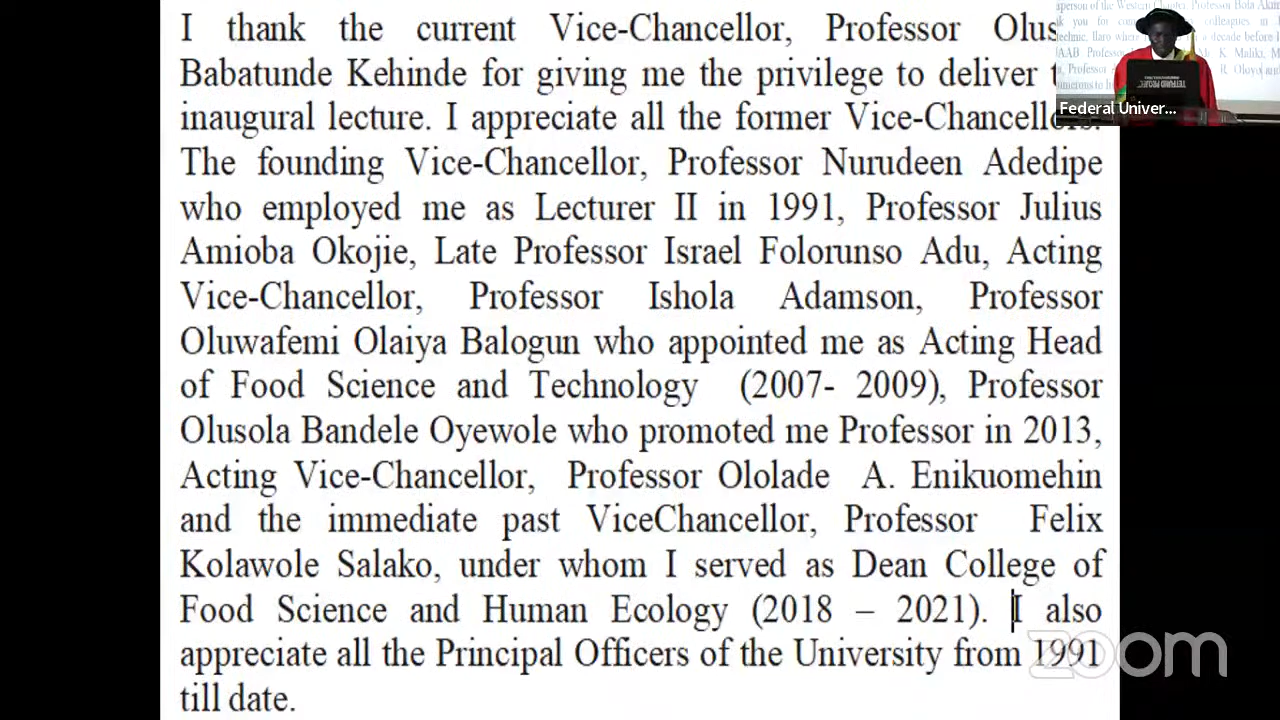 I thank the current Vice-Chancellor, Professor
Babatunde Kehinde for giving me the privilege to deliver
inaugural lecture. I appreciate all the former Vice-Chancellors.
The founding Vice-Chancellor, Professor Nurudeen Adedipe
who employed me as Lecturer II in 1991, Professor Julius
Amioba Okojie, Late Professor Israel Folorunso Adu, Acting
Vice-Chancellor, Professor Ishola Adamson, Professor
Oluwafemi Olaiya Balogun who appointed me as Acting Head
of Food Science and Technology (2007- 2009), Professor
Olusola Bandele Oyewole who promoted me Professor in 2013,
Acting Vice-Chancellor, Professor Ololade A. Enikuomehin
and the immediate past ViceChancellor, Professor Felix
Kolawole Salako, under whom I served as Dean College of
Food Science and Human Ecology (2018 – 2021). I also
appreciate all the Principal Officers of the University from 1991
till date.
Federal Univer...
zoom